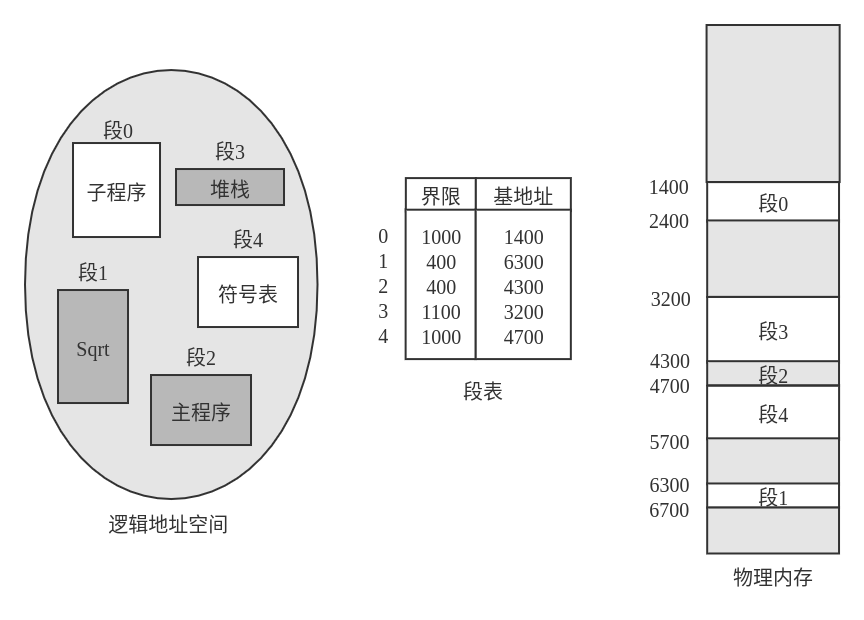 段0
子程序
段3
堆栈
段4
符号表
段1
Sqrt
段2
主程序
逻辑地址空间
界限 基地址
0 1000 1400
1 400 6300
2 400 4300
3 1100 3200
4 1000 4700
段表
1400
段0
2400
3200
段3
4300
段2
4700
段4
5700
6300
段1
6700
物理内存